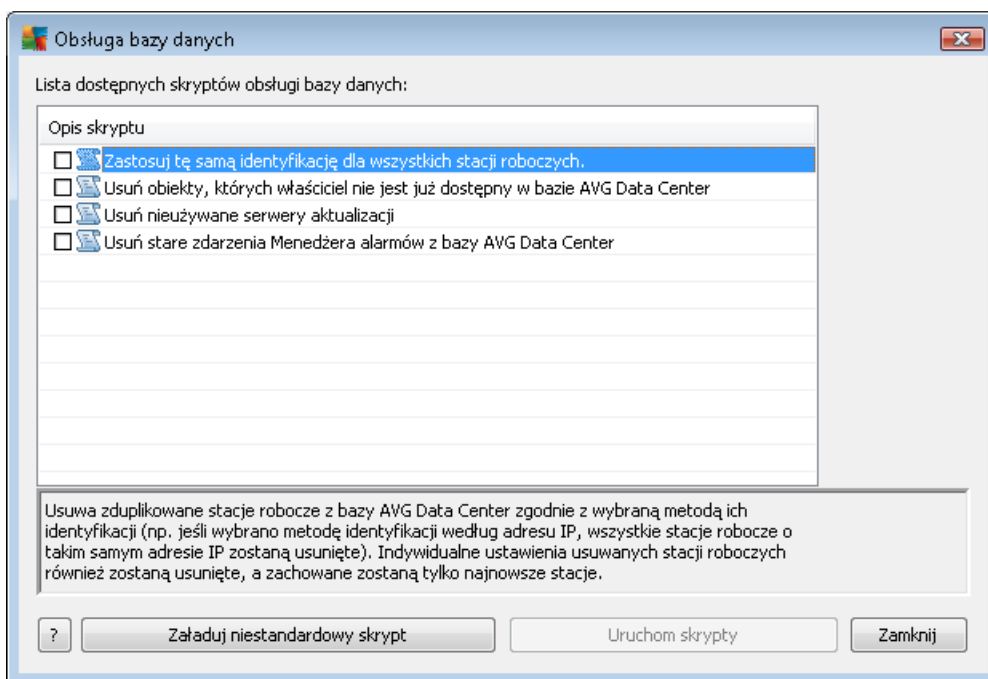 Obsługa bazy danych
Lista dostępnych skryptów obsługi bazy danych:
Opis skryptu
Zastosuj tę samą identyfikację dla wszystkich stacji roboczych.
Usuń obiekty, których właściciel nie jest już dostępny w bazie AVG Data Center
Usuń nieużywane serwery aktualizacji
Usuń stare zdarzenia Menedżera alarmów z bazy AVG Data Center
Usuwa zduplikowane stacje robocze z bazy AVG Data Center zgodnie z wybraną metodą ich
identyfikacji (np. jeśli wybrano metodę identyfikacji według adresu IP, wszystkie stacje robocze o
takim samym adresie IP zostaną usunięte). Indywidualne ustawienia usuwanych stacji roboczych
również zostaną usunięte, a zachowane zostaną tylko najnowsze stacje.
? Załaduj niestandardowy skrypt Uruchom skrypty Zamknij